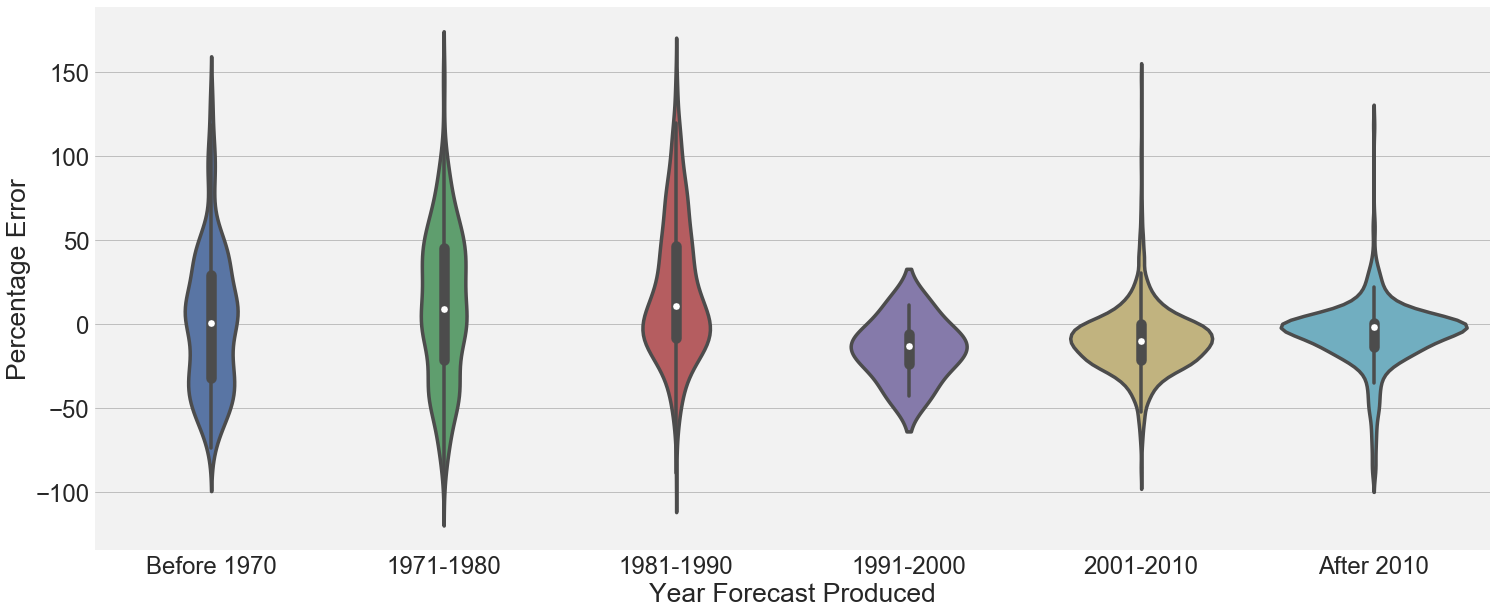 Percentage Error
150
100
50
0
−50
−100
Before 1970
1971-1980
1981-1990
1991-2000
2001-2010
After 2010
Year Forecast Produced